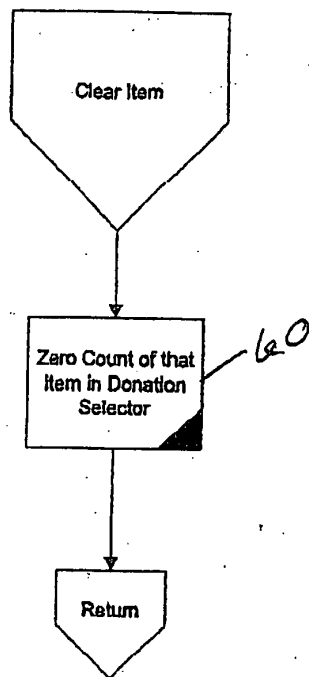 Clear Item
Zero Count of that
Item in Donation
Selector
60
Return